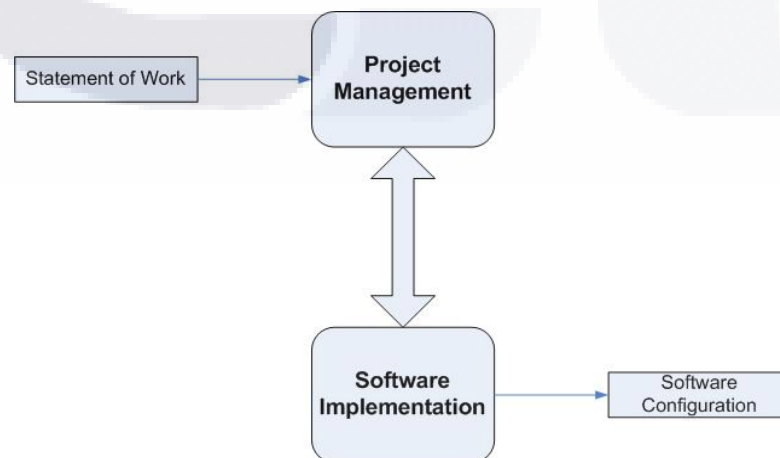 Project
Management
Statement of Work
Software
Implementation
Software
Configuration